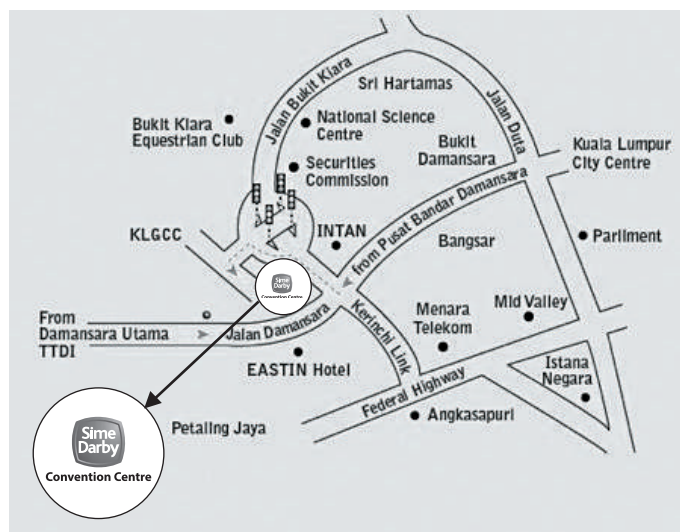 Jalan Bukit Kiara
Sri Hartamas
Jalan Duta
Bukit Kiara
Equestrian Club
National Science
Centre
Bukit
Damansara
Kuala Lumpur
City Centre
Securities
Commission
KLGCC
INTAN
from Pusat Bandar Damansara
Bangsar
Parliment
Sime
Darby
Convention Centre
From
Damansara Utama
TTDI
Jalan Damansara
Kerinchi Link
Menara
Telekom
Mid Valley
EASTIN Hotel
Federal Highway
Istana
Negara
Angkasapuri
Petaling Jaya
Sime
Darby
Convention Centre